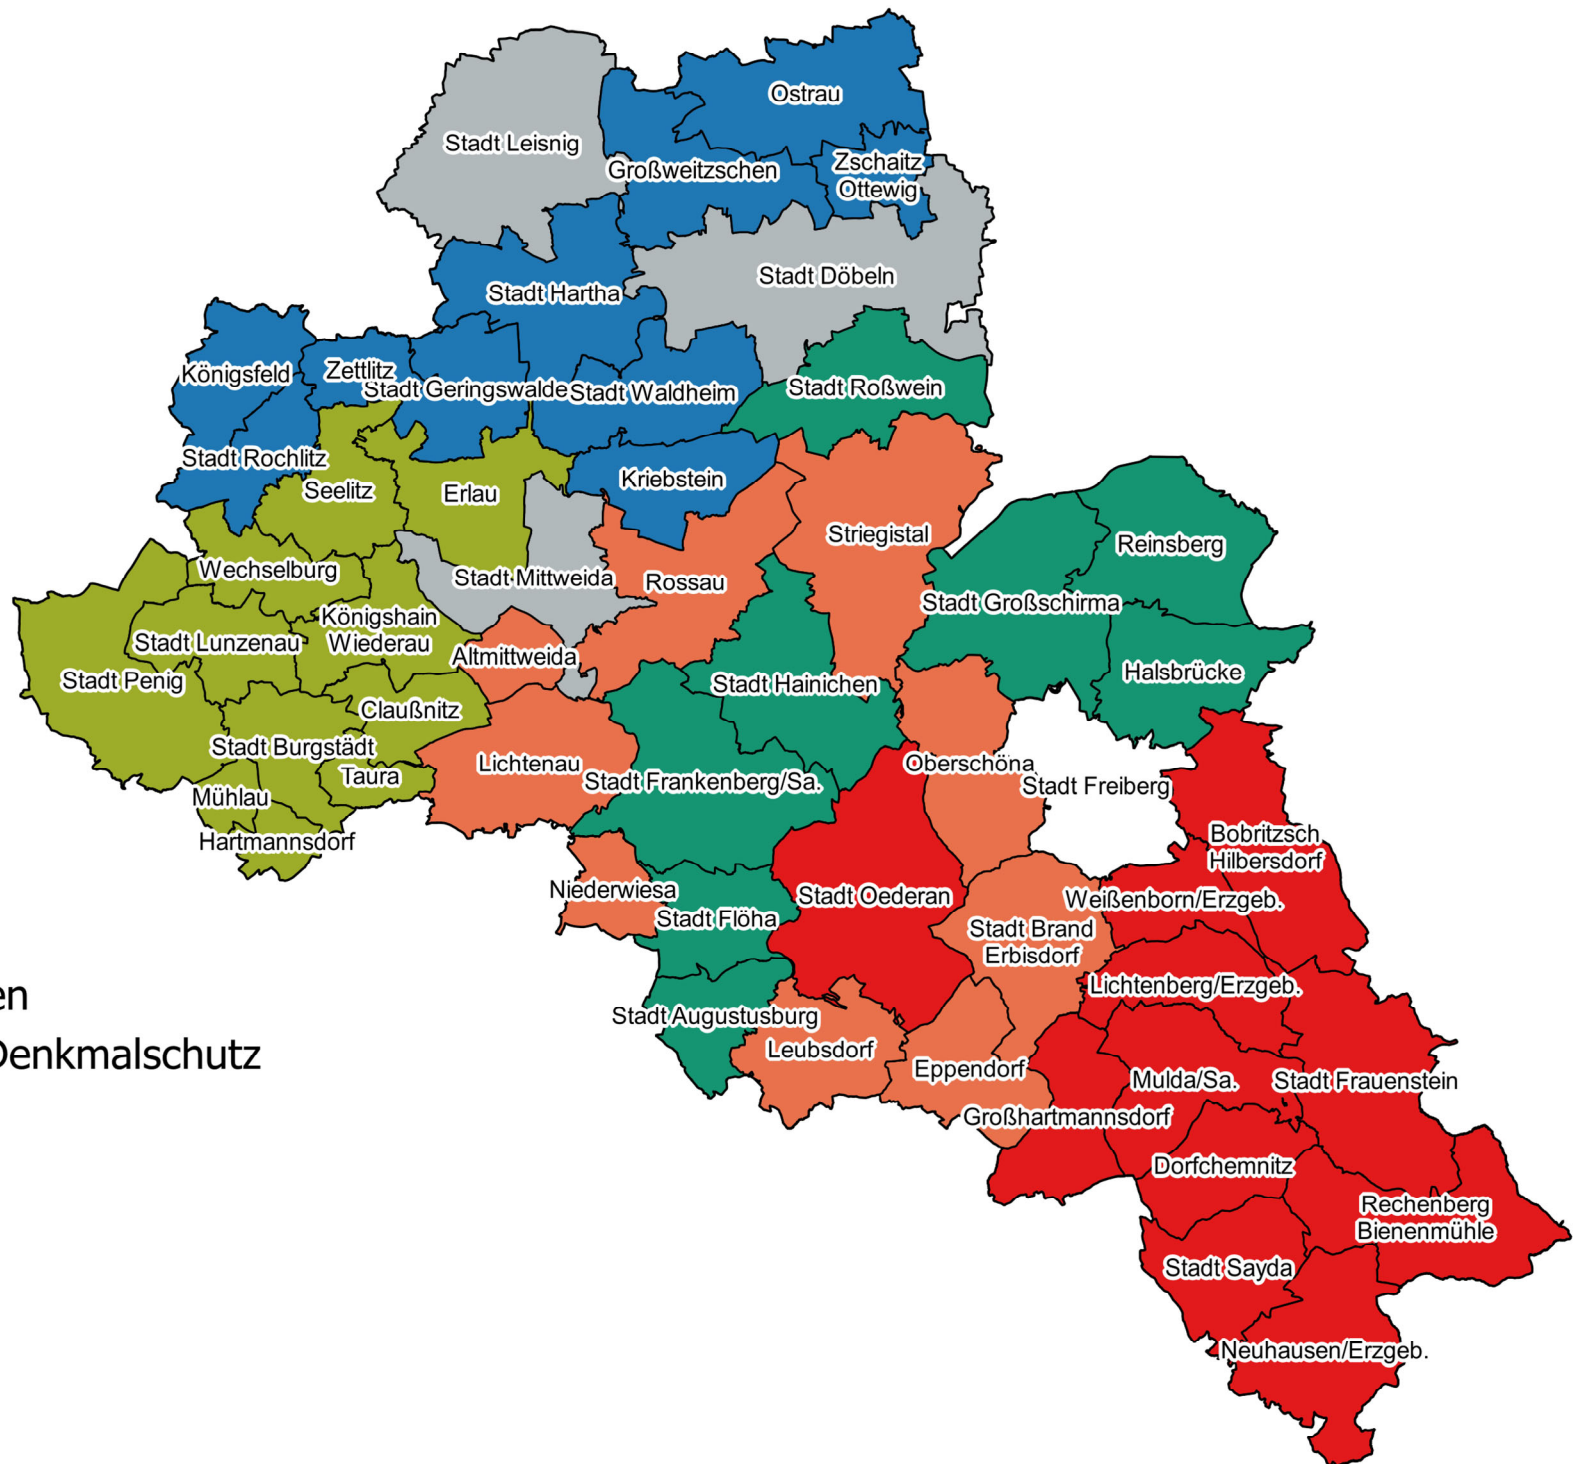 Ostrau
Stadt Leisnig
Großweitzschen
Zschaitz
Ottewig
Stadt Döbeln
Stadt Hartha
Königsfeld
Zettlitz
Stadt Geringswalde
Stadt Waldheim
Stadt Roßwein
Stadt Rochlitz
Seelitz
Erlau
Kriebstein
Striegistal
Reinsberg
Wechselburg
Stadt Mittweida
Rossau
Stadt Großschirma
Königshain
Wiederau
Stadt Lunzenau
Altmittweida
Stadt Penig
Stadt Hainichen
Halsbrücke
Claußnitz
Stadt Burgstädt
Taura
Lichtenau
Stadt Frankenberg/Sa.
Oberschöna
Stadt Freiberg
Mühlau
Hartmannsdorf
Bobritzsch
Hilbersdorf
Niederwiesa
Stadt Oederan
Weißenborn/Erzgeb.
Stadt Flöha
Stadt Brand
Erbisdorf
Lichtenberg/Erzgeb.
en
Stadt Augustusburg
Denkmalschutz
Leubsdorf
Eppendorf
Mulda/Sa.
Stadt Frauenstein
Großhartmannsdorf
Dorfchemnitz
Rechenberg
Bienenmühle
Stadt Sayda
Neuhausen/Erzgeb.